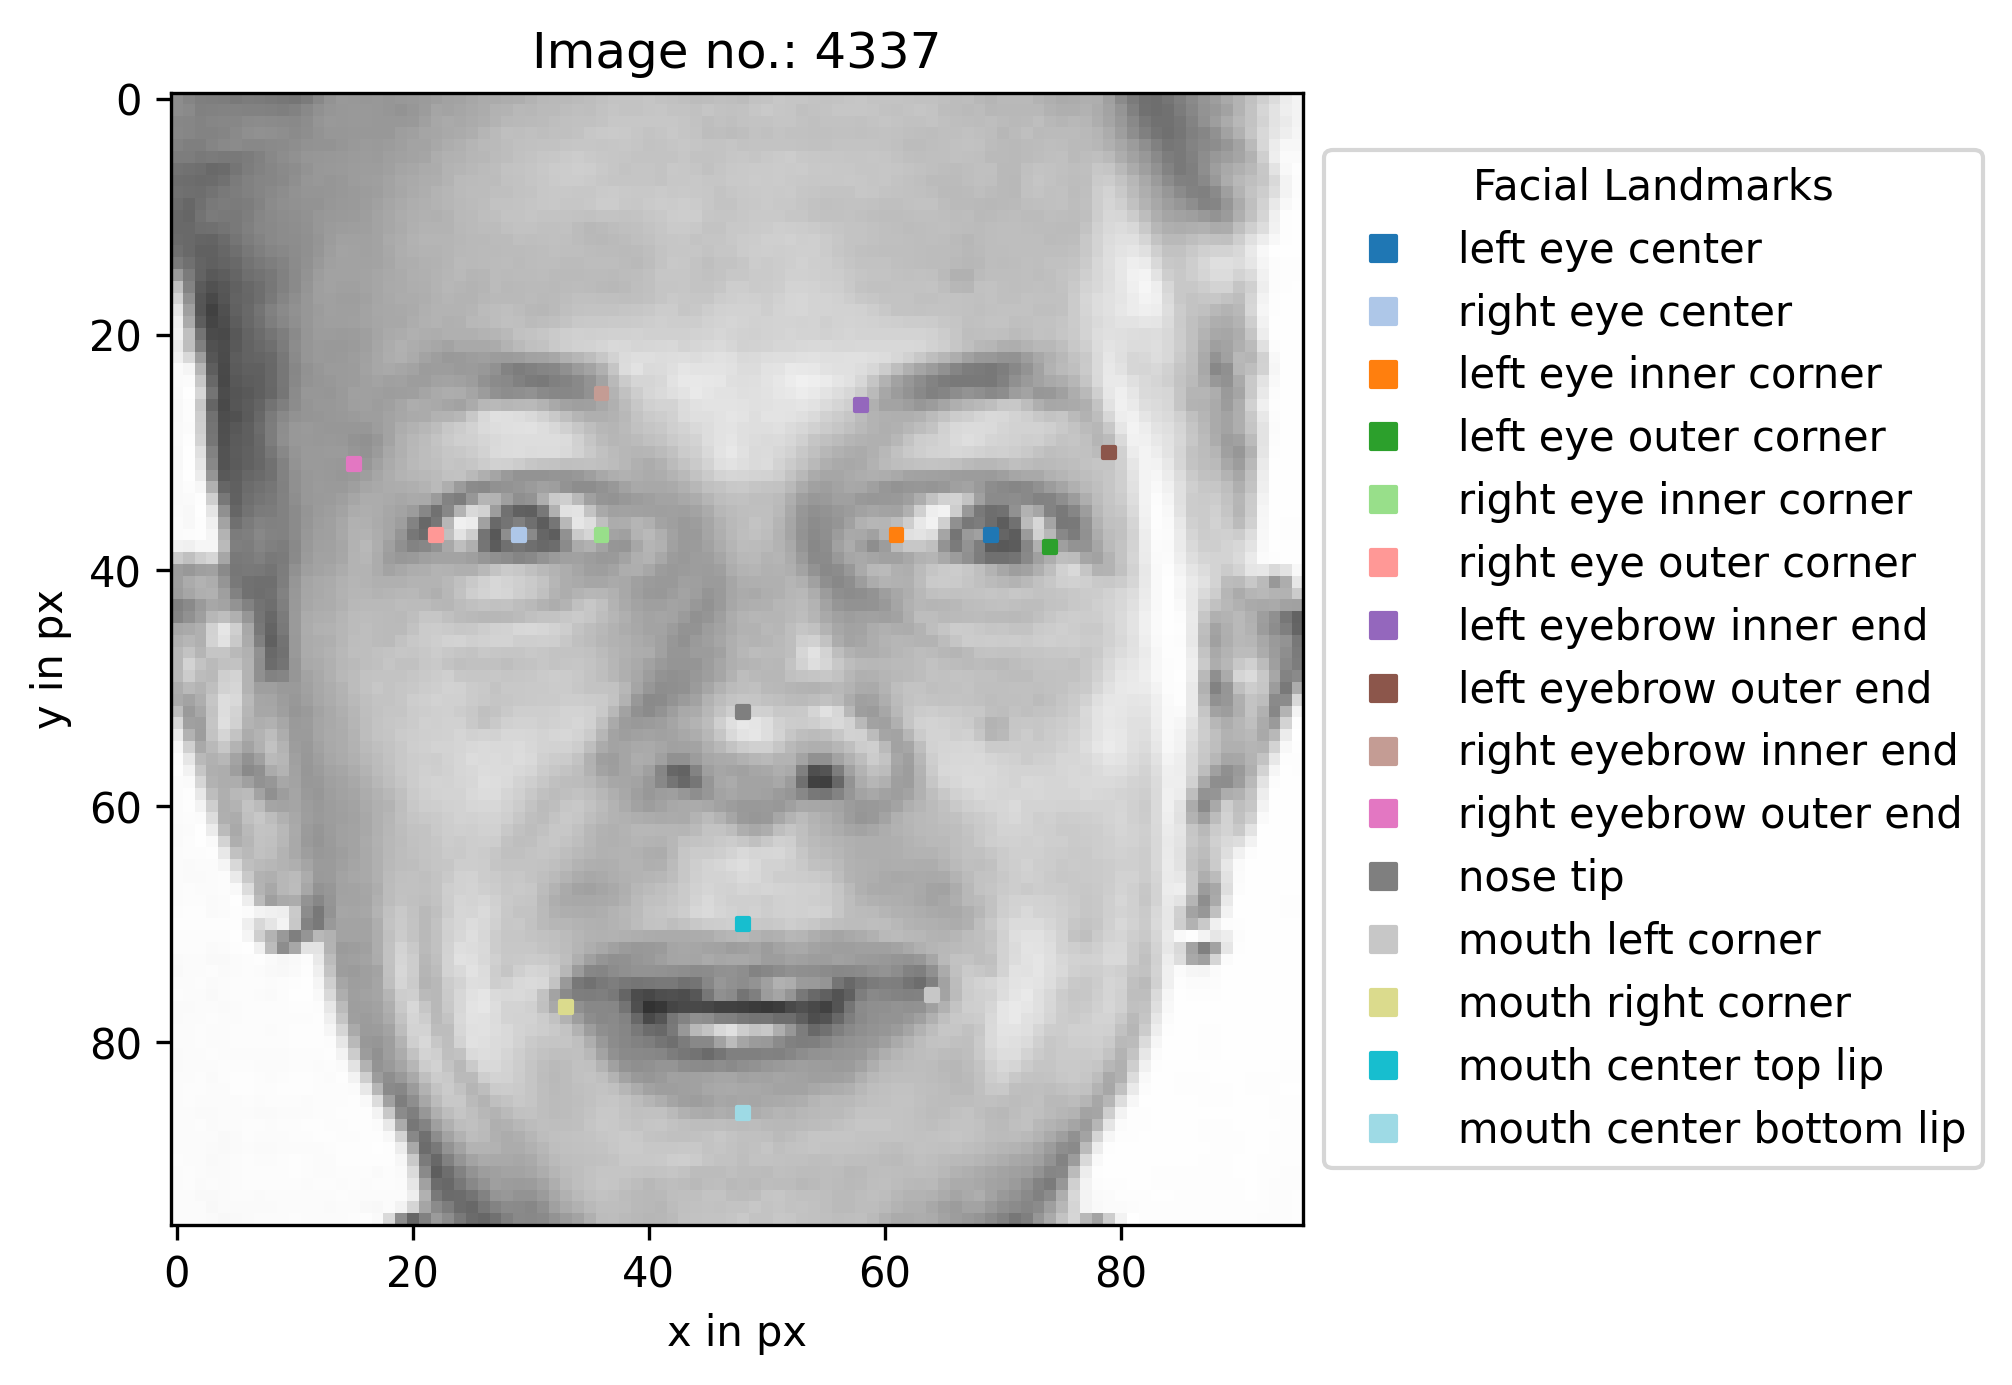 Image no.: 4337
0
20
40
60
80
y in px
0
20
40
60
80
x in px
Facial Landmarks
left eye center
right eye center
left eye inner corner
left eye outer corner
right eye inner corner
right eye outer corner
left eyebrow inner end
left eyebrow outer end
right eyebrow inner end
right eyebrow outer end
nose tip
mouth left corner
mouth right corner
mouth center top lip
mouth center bottom lip